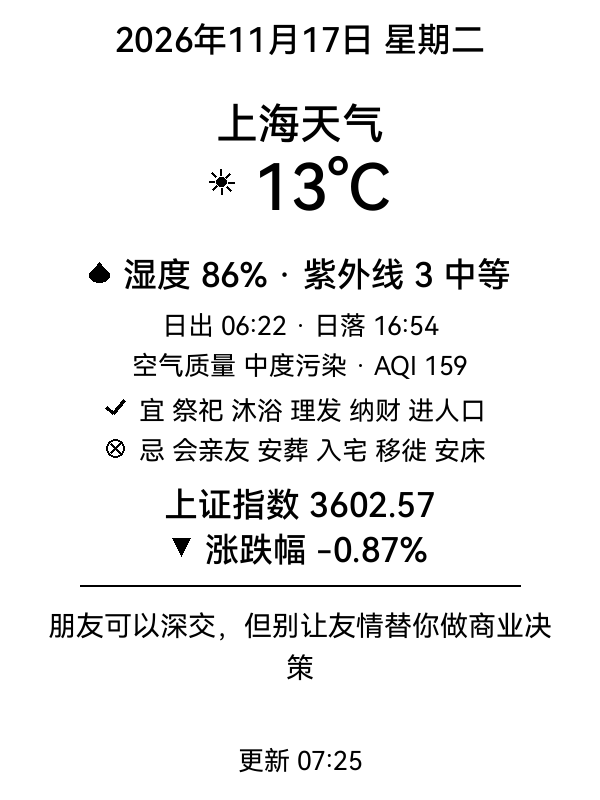 2026年11月17日 星期二
上海天气
13°C
湿度 86% · 紫外线 3 中等
日出 06:22 · 日落 16:54
空气质量 中度污染 · AQI 159
宜 祭祀 沐浴 理发 纳财 进人口
忌 会亲友 安葬 入宅 移徙 安床
上证指数 3602.57
▼ 涨跌幅 -0.87%
朋友可以深交，但别让友情替你做商业决
策
更新 07:25